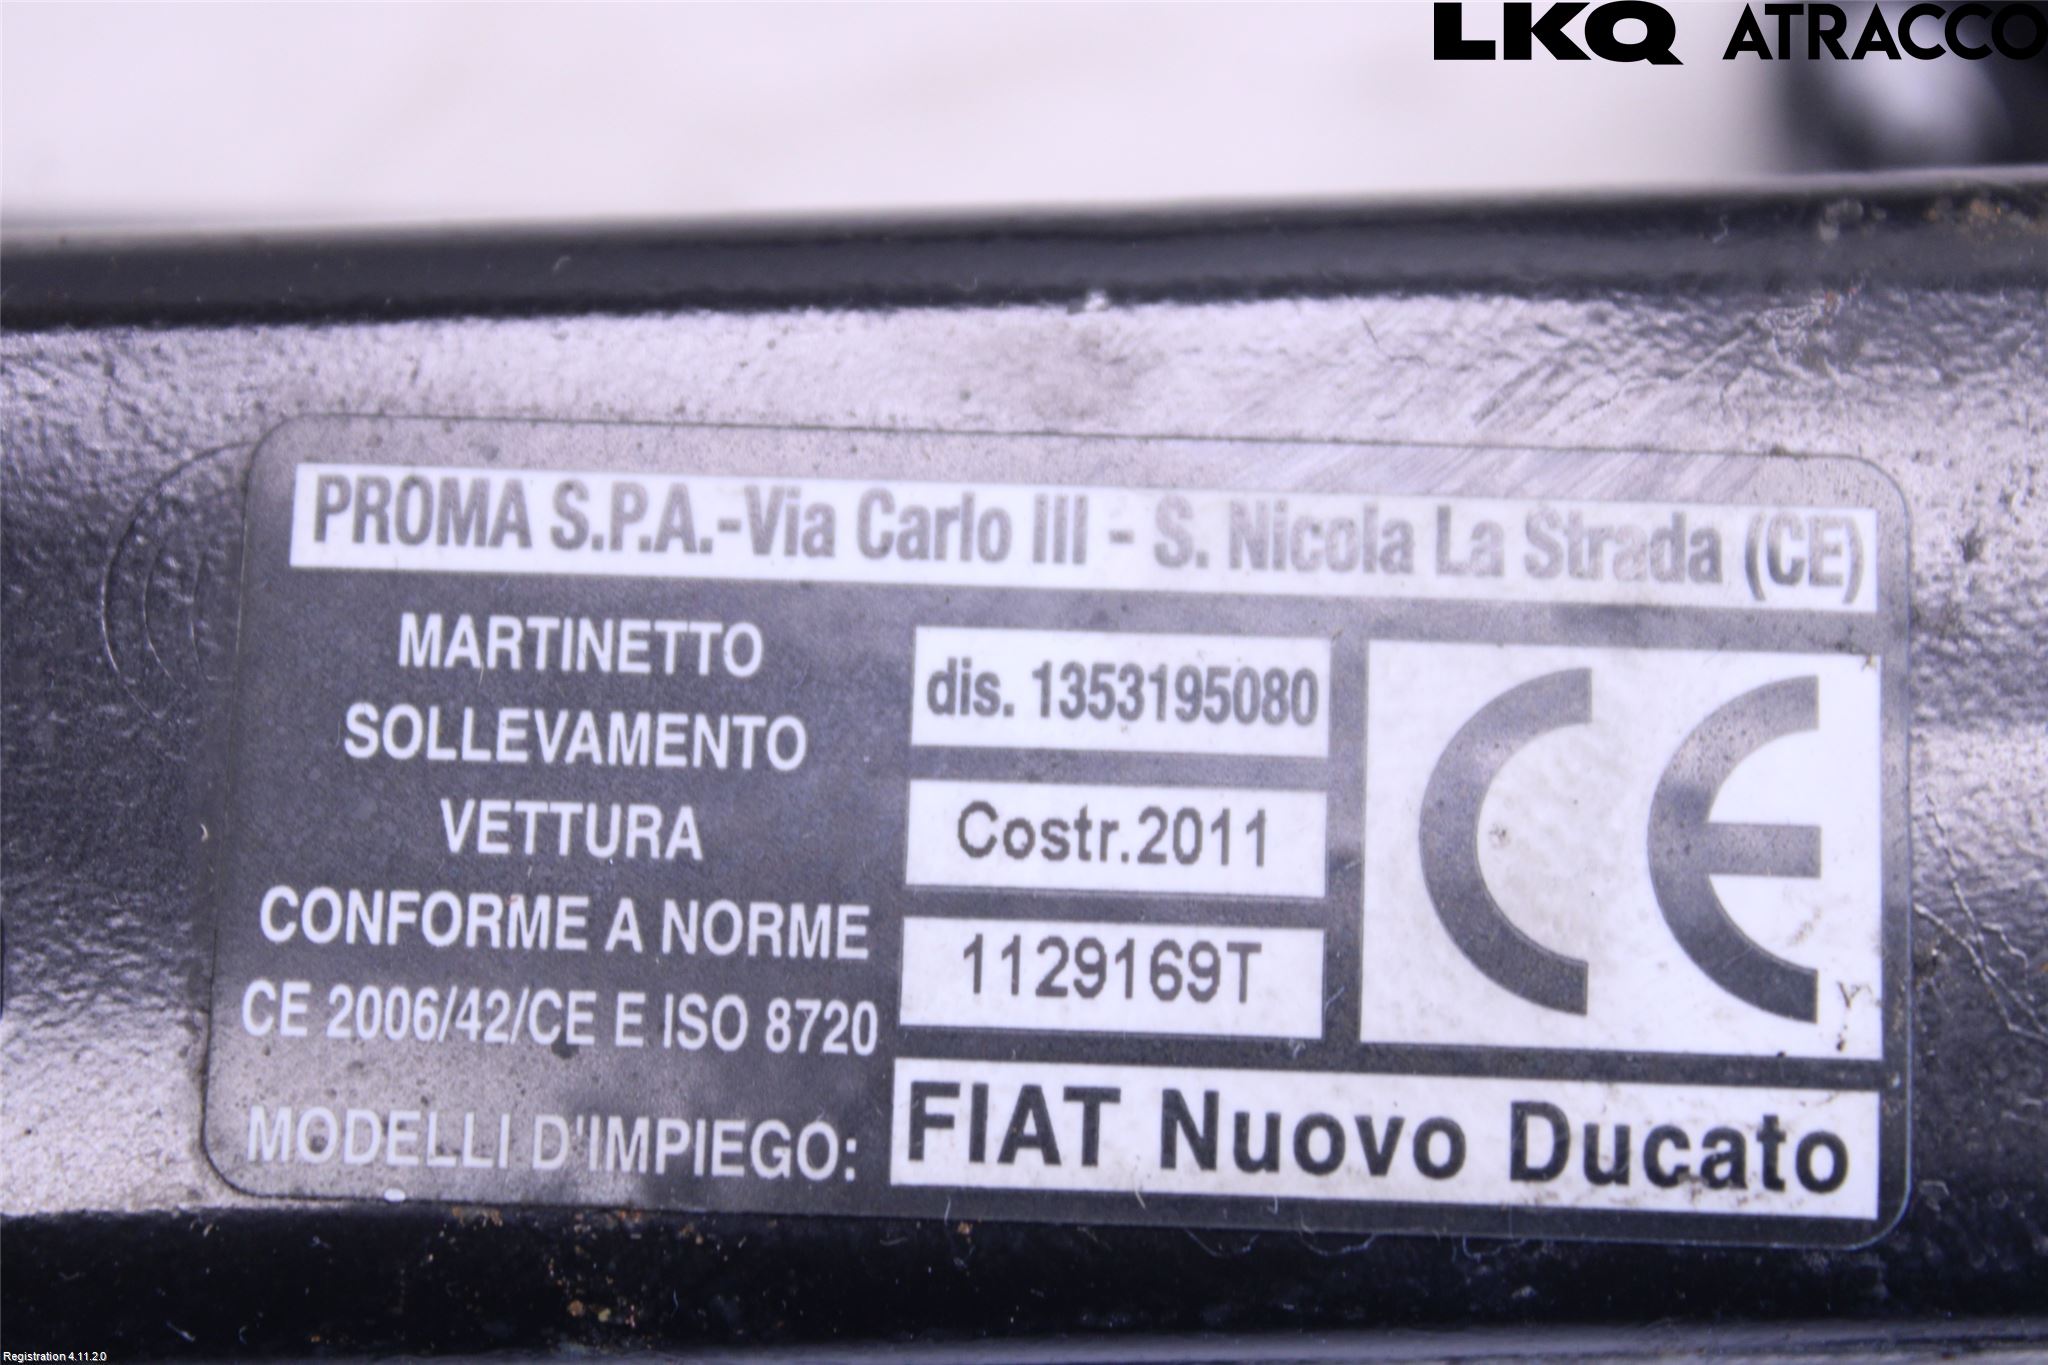 LKQ ATRACCO
PROMA S.P.A.-Via Carlo III - S. Nicola La Strada (CE)
MARTINETTO
SOLLEVAMENTO
VETTURA
CONFORME A NORME
CE 2006/42/CE E ISO 8720
dis. 1353195080
Costr.2011
1129169T
CE
MODELLI D'IMPIEGO: FIAT Nuovo Ducato
Registration 4.11.2.0